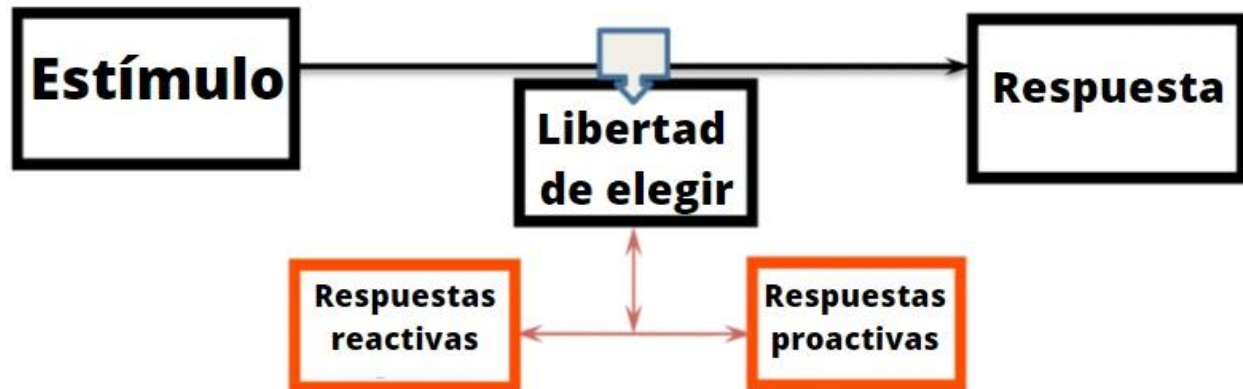 Estímulo
Respuesta
Libertad
de elegir
Respuestas
reactivas
Respuestas
proactivas